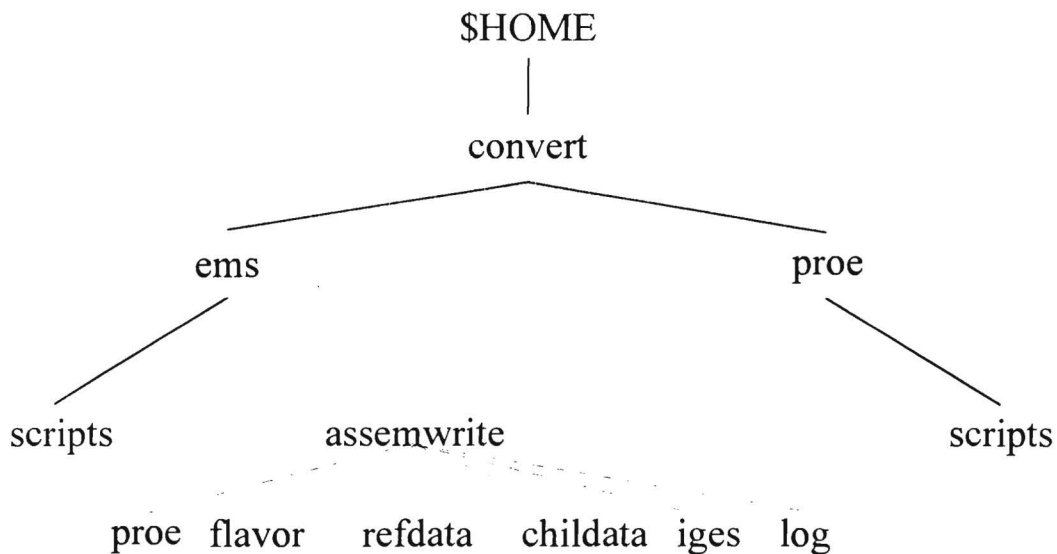 $HOME
convert
ems proe
scripts assemwrite scripts
proe flavor refdata childata iges log